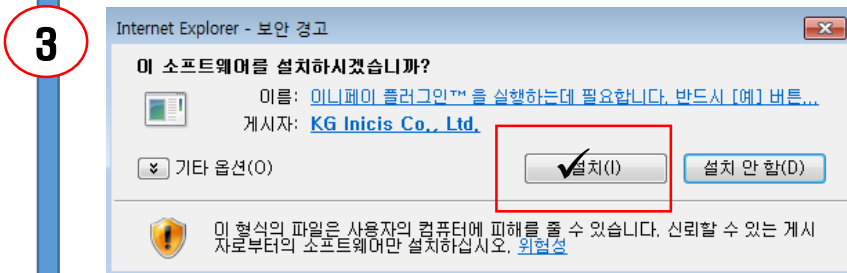 3
Internet Explorer - 보안 경고
이 소프트웨어를 설치하시겠습니까?
이름: 이니페이 플러그인™ 을 실행하는데 필요합니다, 반드시 [예] 버튼...
게시자: KG Inicis Co., Ltd.
기타 옵션(O)
설치(I)
설치 안 함(D)
이 형식의 파일은 사용자의 컴퓨터에 피해를 줄 수 있습니다. 신뢰할 수 있는 게시
자로부터의 소프트웨어만 설치하십시오. 위험성